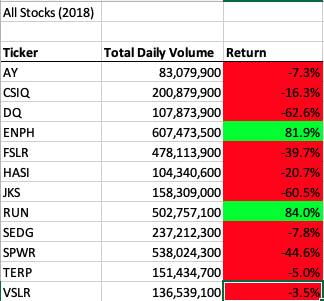 All Stocks (2018)
Ticker Total Daily Volume Return
AY 83,079,900 -7.3%
CSIQ 200,879,900 -16.3%
DQ 107,873,900 -62.6%
ENPH 607,473,500 81.9%
FSLR 478,113,900 -39.7%
HASI 104,340,600 -20.7%
JKS 158,309,000 -60.5%
RUN 502,757,100 84.0%
SEDG 237,212,300 -7.8%
SPWR 538,024,300 -44.6%
TERP 151,434,700 -5.0%
VSLR 136,539,100 -3.5%